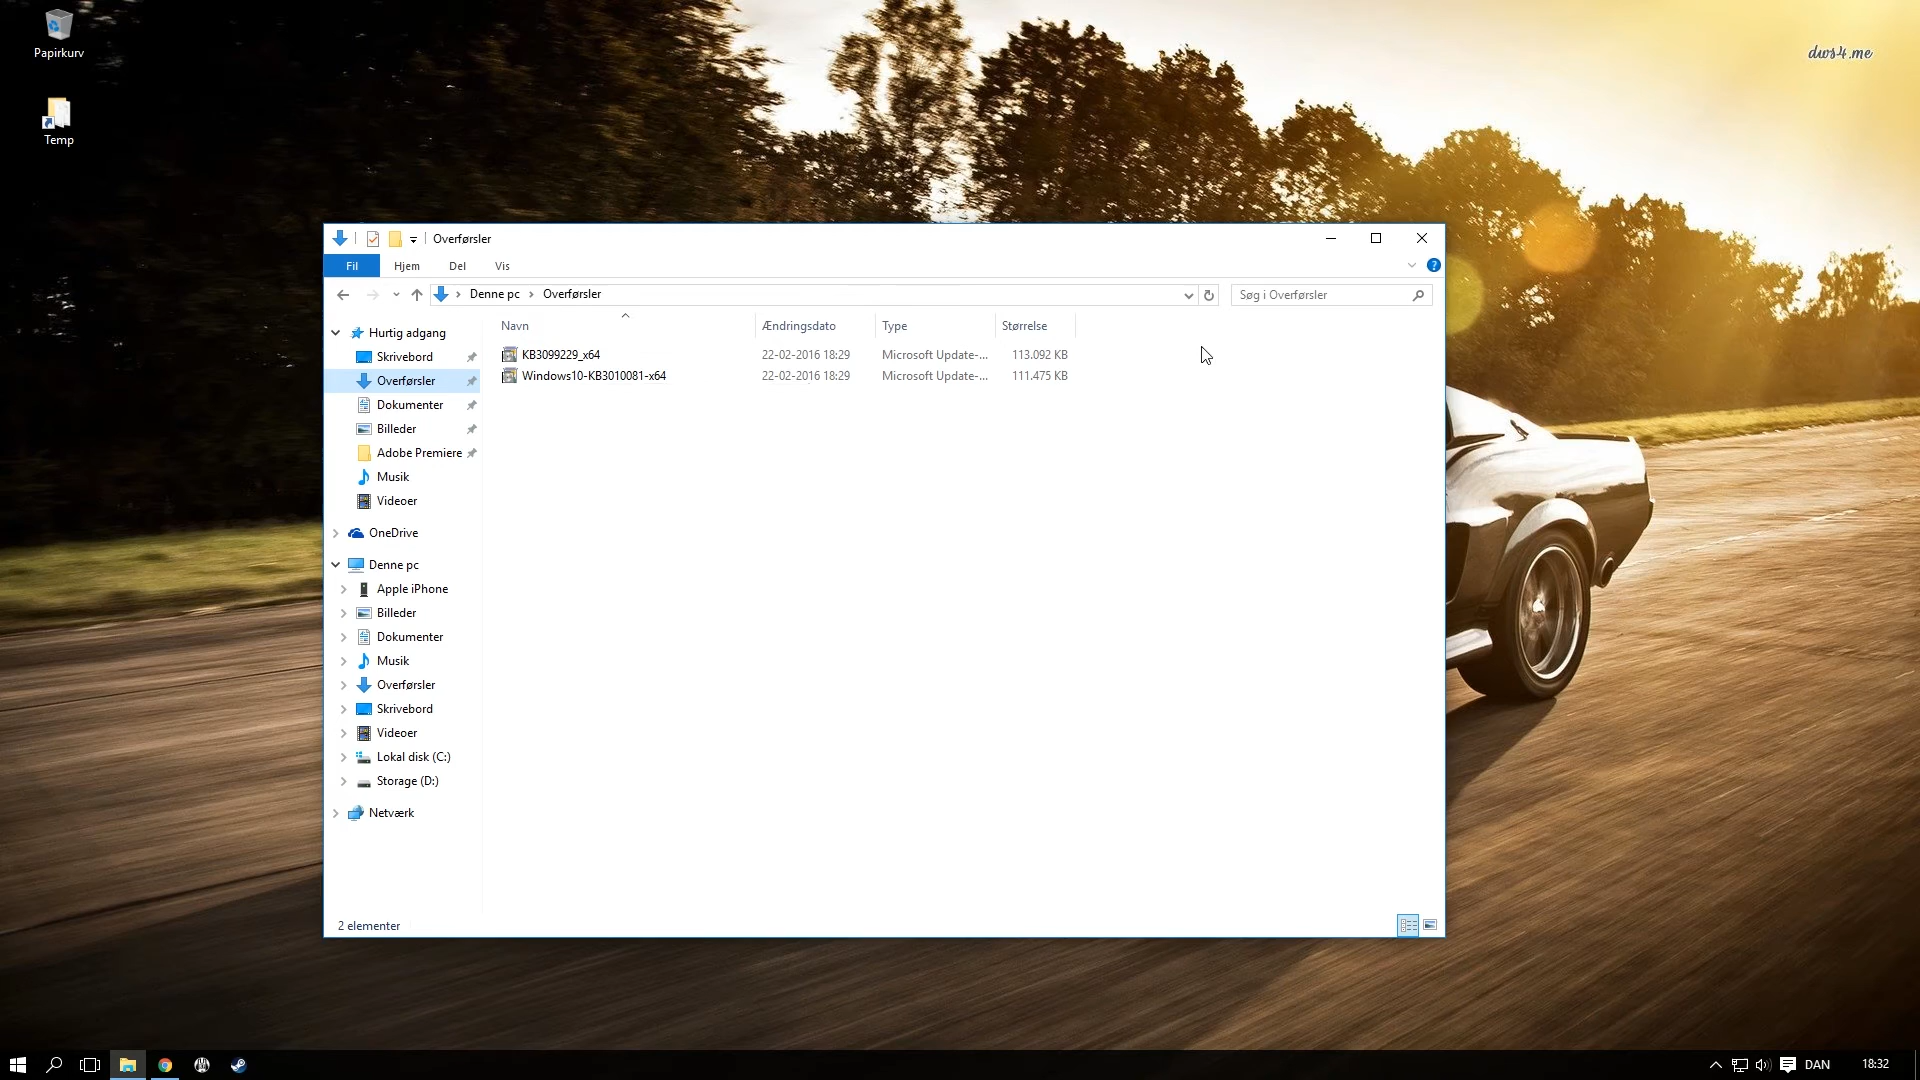 Papirkurv
Temp
dws4.me
Overførsler
Fil Hjem Del Vis
Denne pc Overførsler
Søg i Overførsler
Navn Ændringsdato Type Størrelse
KB3099229_x64 22-02-2016 18:29 Microsoft Update-... 113.092 KB
Windows10-KB3010081-x64 22-02-2016 18:29 Microsoft Update-... 111.475 KB
Hurtig adgang
Skrivebord
Overførsler
Dokumenter
Billeder
Adobe Premiere
Musik
Videoer
OneDrive
Denne pc
Apple iPhone
Billeder
Dokumenter
Musik
Overførsler
Skrivebord
Videoer
Lokal disk (C:)
Storage (D:)
Netværk
2 elementer
DAN 18:32